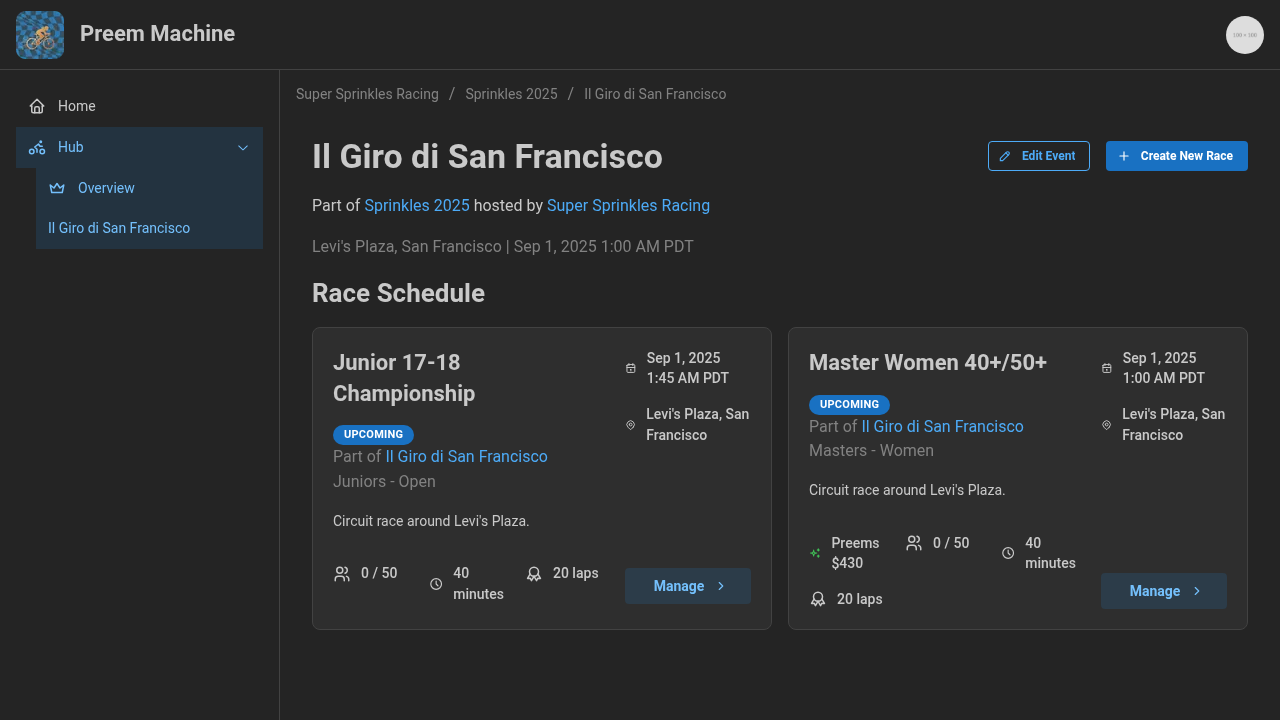 Preem Machine
100 × 100
Home
Hub
Overview
Il Giro di San Francisco
Super Sprinkles Racing / Sprinkles 2025 / Il Giro di San Francisco
Il Giro di San Francisco
Edit Event
Create New Race
Part of Sprinkles 2025 hosted by Super Sprinkles Racing
Levi's Plaza, San Francisco | Sep 1, 2025 1:00 AM PDT
Race Schedule
Junior 17-18
Championship
UPCOMING
Part of Il Giro di San Francisco
Juniors - Open
Circuit race around Levi's Plaza.
Sep 1, 2025
1:45 AM PDT
Levi's Plaza, San
Francisco
0 / 50
40
minutes
20 laps
Manage
Master Women 40+/50+
UPCOMING
Part of Il Giro di San Francisco
Masters - Women
Circuit race around Levi's Plaza.
Sep 1, 2025
1:00 AM PDT
Levi's Plaza, San
Francisco
Preems
$430
0 / 50
40
minutes
20 laps
Manage